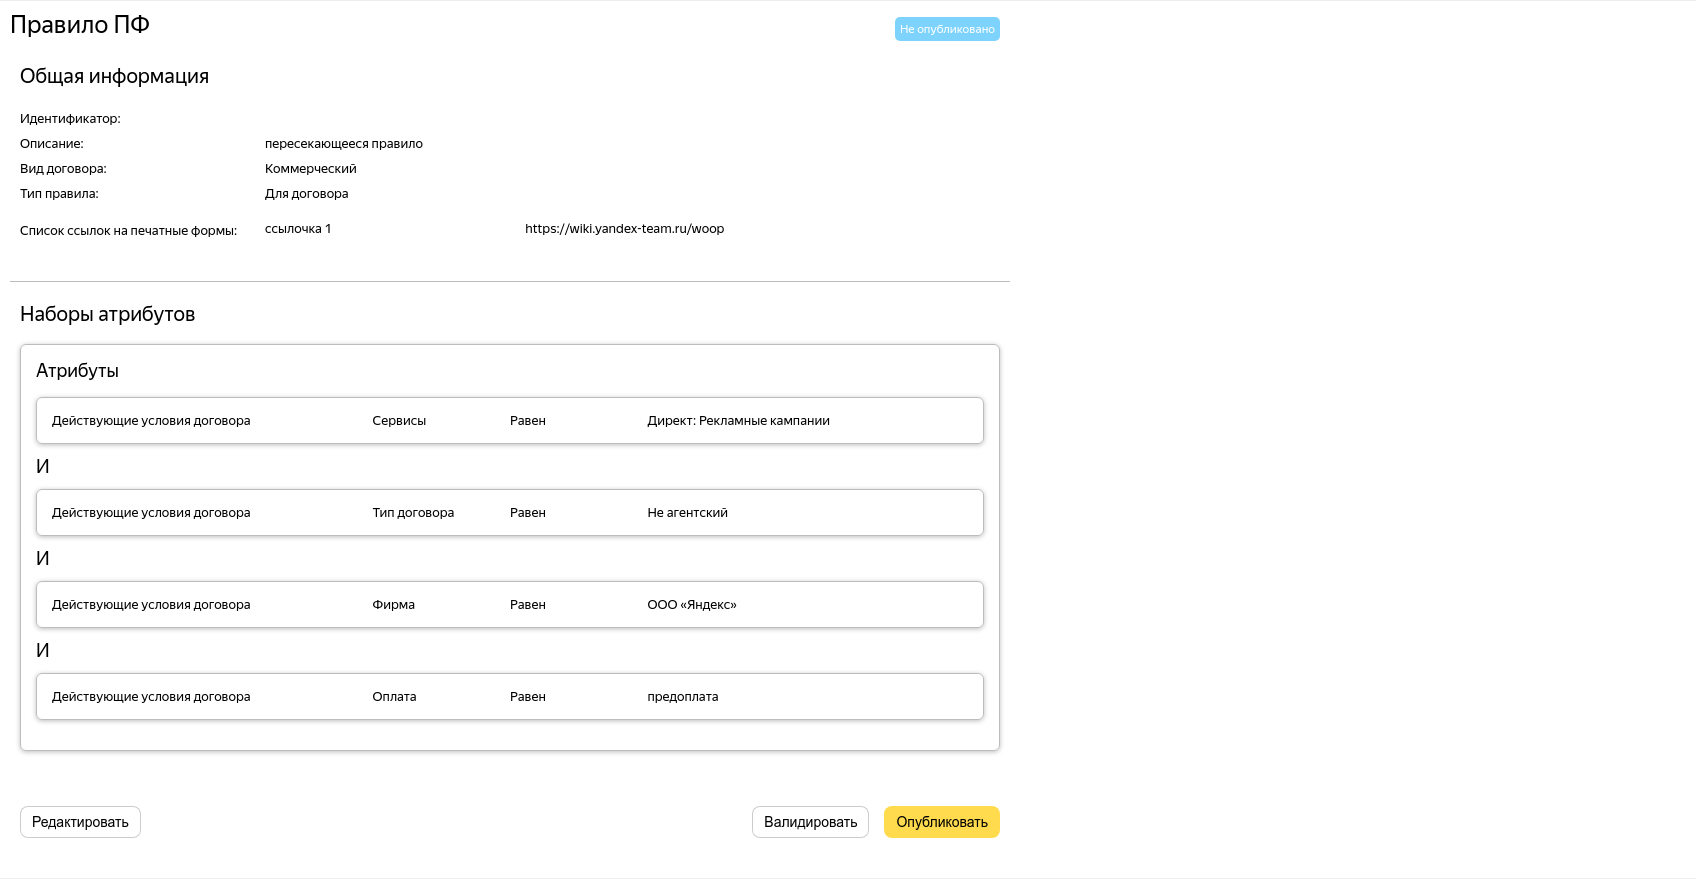 Правило ПФ
Не опубликовано
Общая информация
Идентификатор:
Описание: пересекающееся правило
Вид договора: Коммерческий
Тип правила: Для договора
Список ссылок на печатные формы: ссылочка 1 https://wiki.yandex-team.ru/woop
Наборы атрибутов
Атрибуты
Действующие условия договора Сервисы Равен Директ: Рекламные кампании
И
Действующие условия договора Тип договора Равен Не агентский
И
Действующие условия договора Фирма Равен ООО «Яндекс»
И
Действующие условия договора Оплата Равен предоплата
Редактировать Валидировать Опубликовать